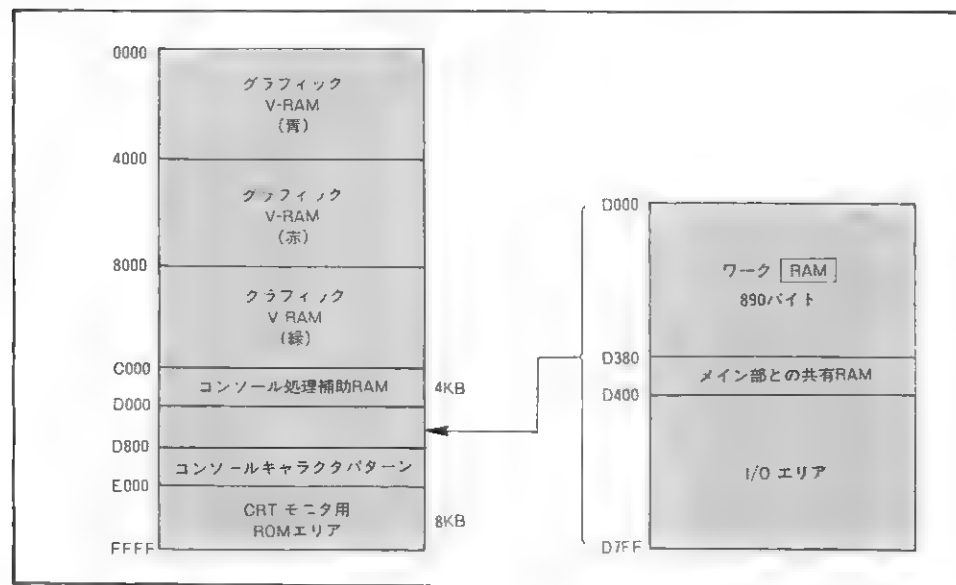 0000
グラフィック
V-RAM
(青)
4000
グラフィック
V-RAM
(赤)
8000
グラフィック
V RAM
(緑)
C000
コンソール処理補助RAM
4KB
D000
D800
コンソールキャラクタパターン
E000
CRT モニタ用
ROMエリア
8KB
FFFF
D000
ワーク RAM
890バイト
D380
メイン部との共有RAM
D400
I/O エリア
D7FF